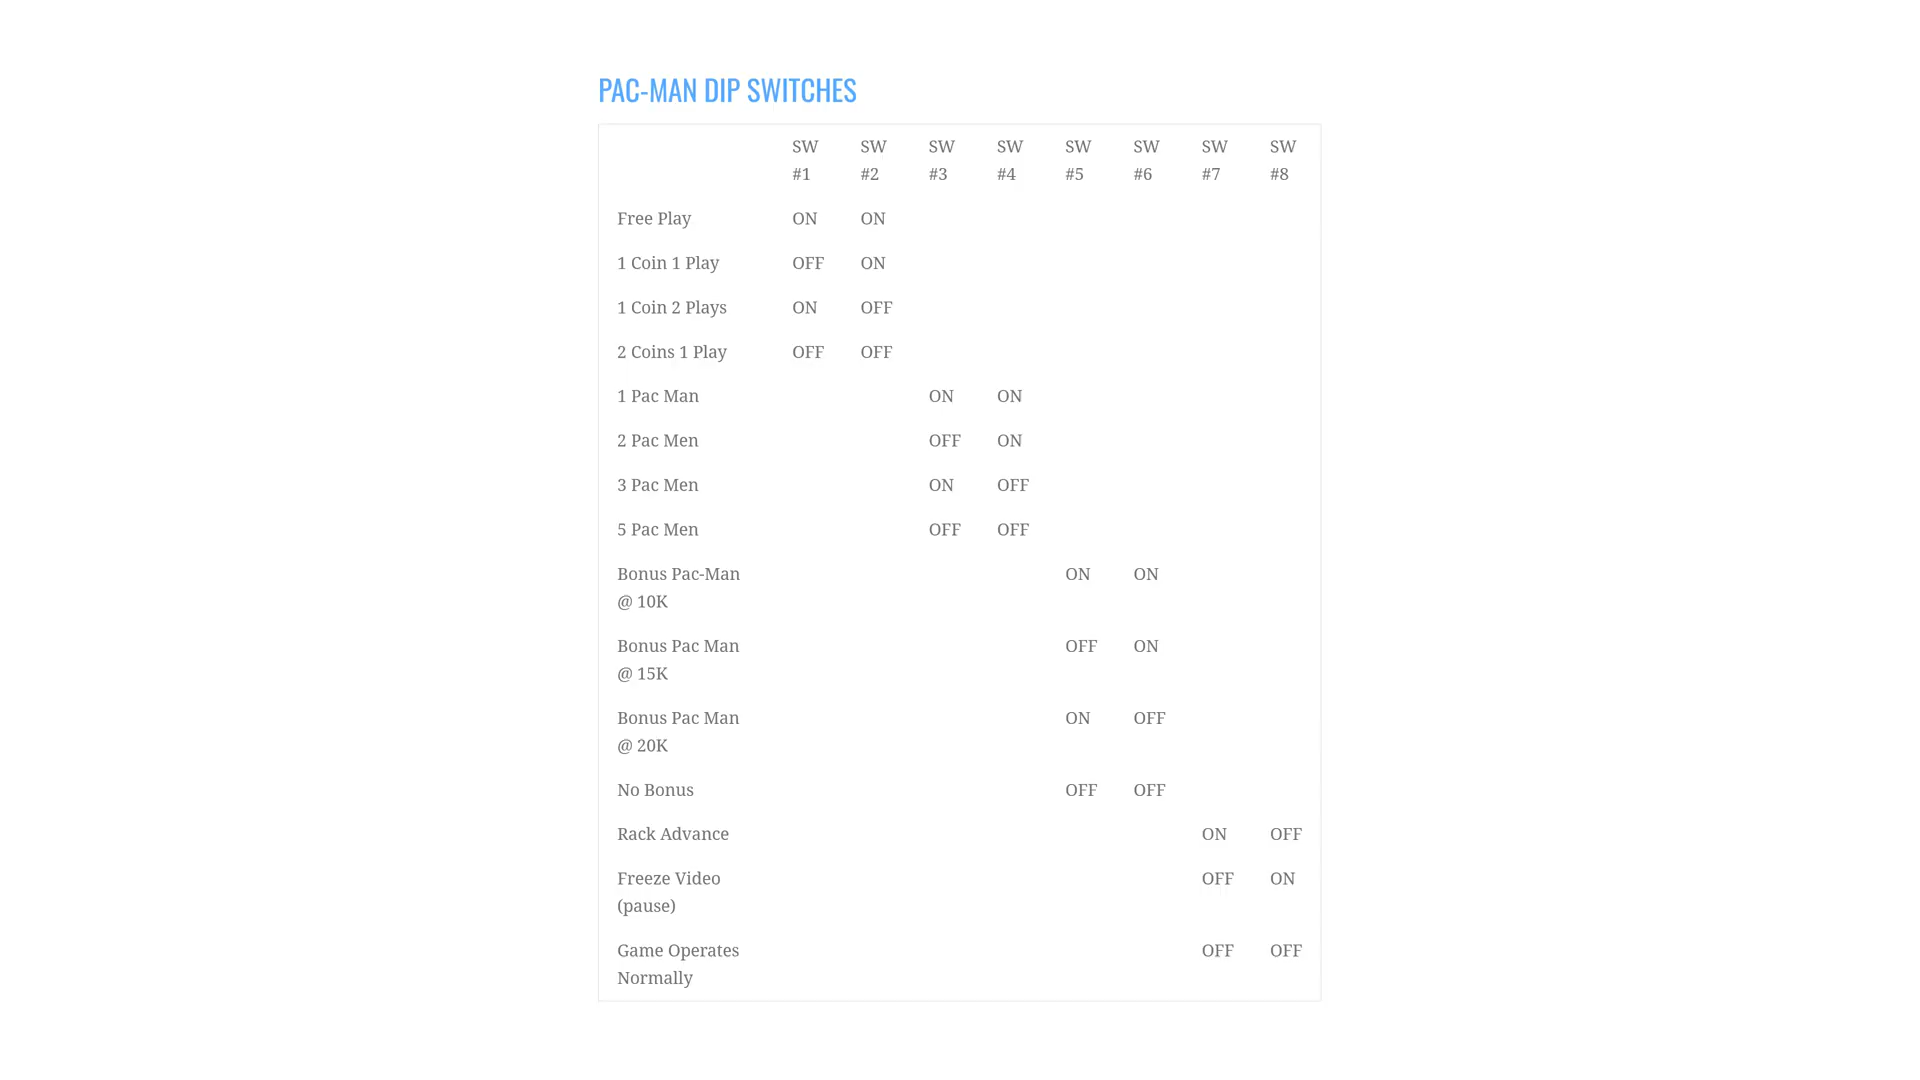 PAC-MAN DIP SWITCHES
SW SW SW SW SW SW SW SW
#1 #2 #3 #4 #5 #6 #7 #8
Free Play ON ON
1 Coin 1 Play OFF ON
1 Coin 2 Plays ON OFF
2 Coins 1 Play OFF OFF
1 Pac Man ON ON
2 Pac Men OFF ON
3 Pac Men ON OFF
5 Pac Men OFF OFF
Bonus Pac-Man ON ON
@ 10K
Bonus Pac Man OFF ON
@ 15K
Bonus Pac Man ON OFF
@ 20K
No Bonus OFF OFF
Rack Advance ON OFF
Freeze Video OFF ON
(pause)
Game Operates OFF OFF
Normally